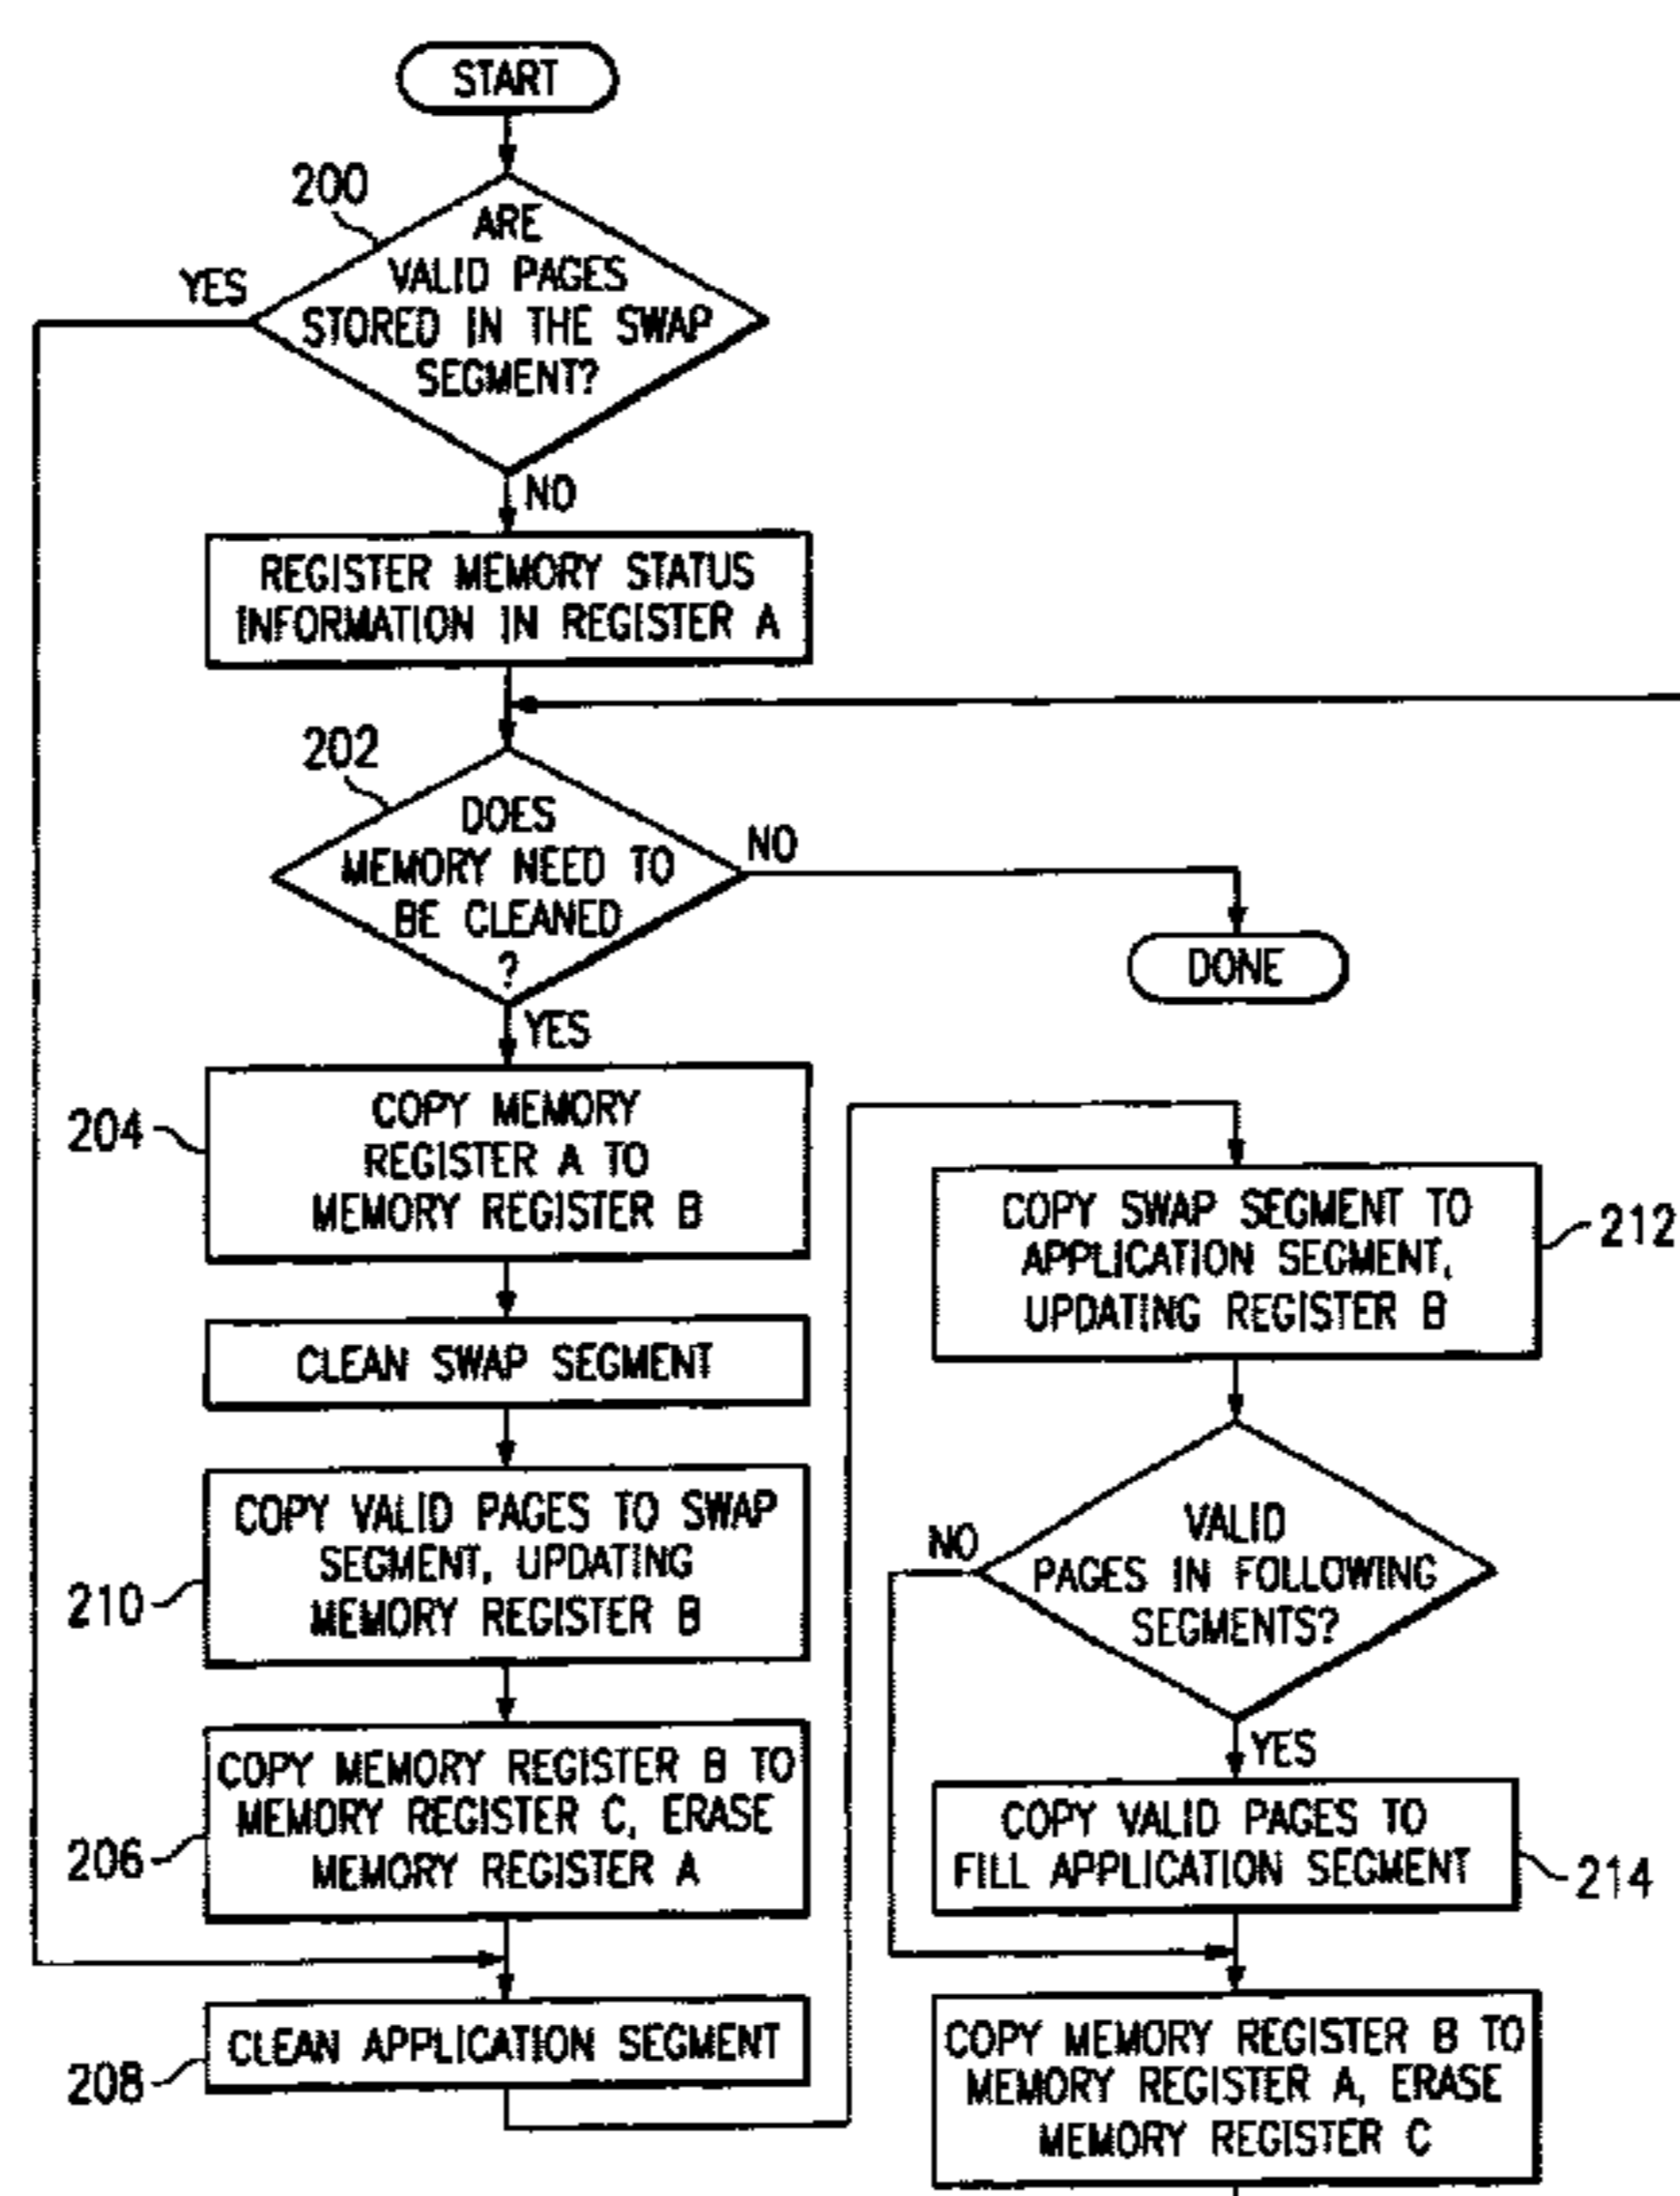 START
200
ARE
VALID PAGES
STORED IN THE SWAP
SEGMENT?
YES
NO
REGISTER MEMORY STATUS
INFORMATION IN REGISTER A
202
DOES
MEMORY NEED TO
BE CLEANED
?
NO
DONE
YES
204
COPY MEMORY
REGISTER A TO
MEMORY REGISTER B
CLEAN SWAP SEGMENT
210
COPY VALID PAGES TO SWAP
SEGMENT, UPDATING
MEMORY REGISTER B
206
COPY MEMORY REGISTER B TO
MEMORY REGISTER C, ERASE
MEMORY REGISTER A
208
CLEAN APPLICATION SEGMENT
COPY SWAP SEGMENT TO
APPLICATION SEGMENT,
UPDATING REGISTER B
212
VALID
PAGES IN FOLLOWING
SEGMENTS?
NO
YES
COPY VALID PAGES TO
FILL APPLICATION SEGMENT
214
COPY MEMORY REGISTER B TO
MEMORY REGISTER A, ERASE
MEMORY REGISTER C